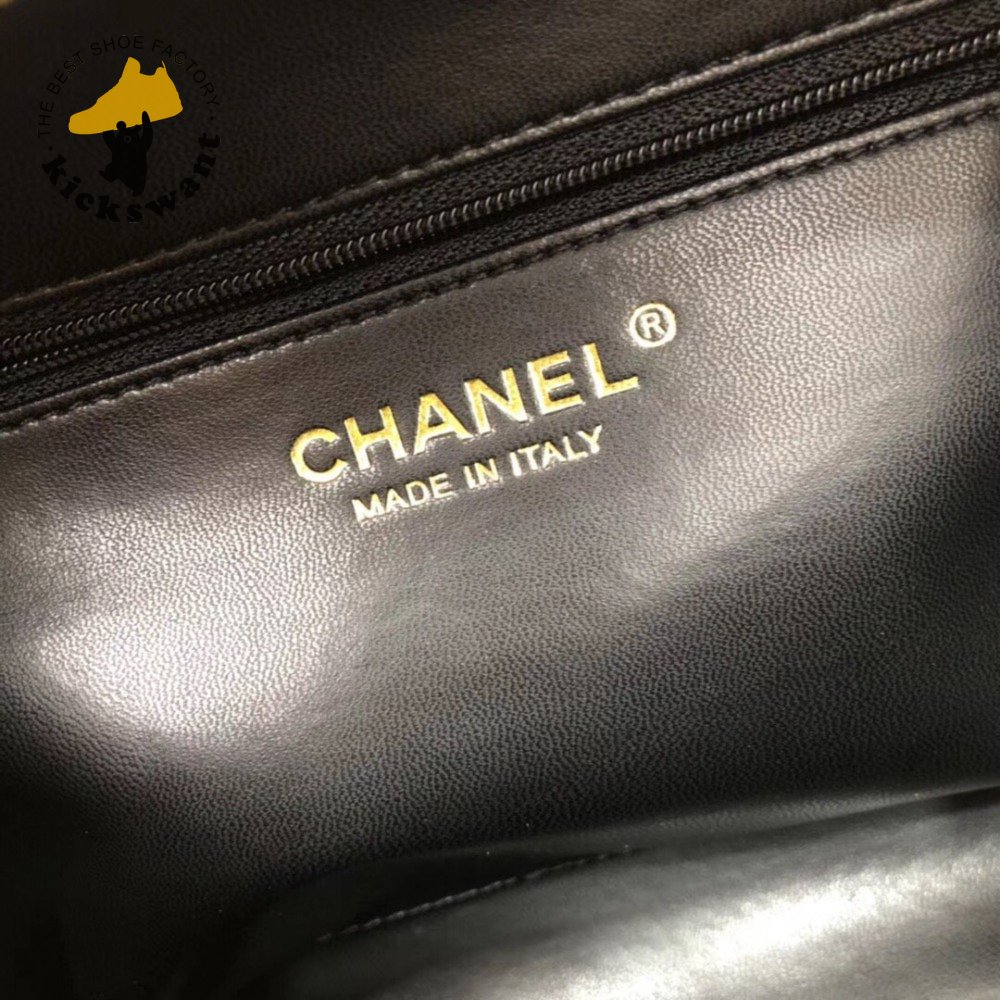 THE BEST SHOE FACTORY
kickswant
CHANEL®
MADE IN ITALY